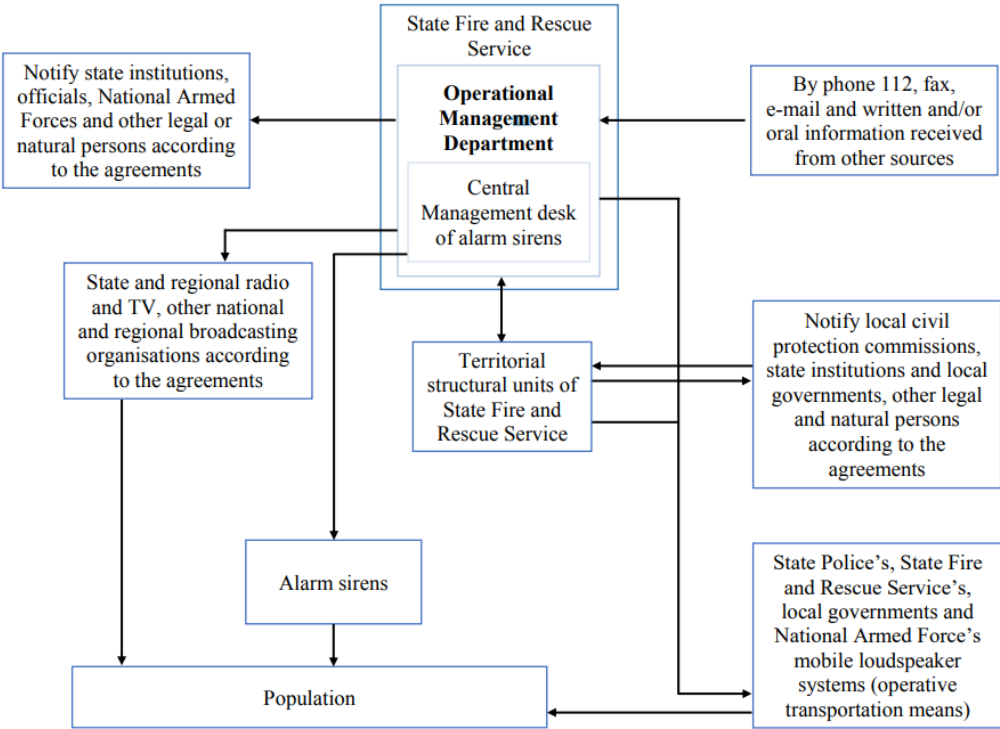 State Fire and Rescue
Service
Notify state institutions,
officials, National Armed
Forces and other legal or
natural persons according
to the agreements
Operational
Management
Department
By phone 112, fax,
e-mail and written and/or
oral information received
from other sources
Central
Management desk
of alarm sirens
State and regional radio
and TV, other national
and regional broadcasting
organisations according
to the agreements
Territorial
structural units of
State Fire and
Rescue Service
Notify local civil
protection commissions,
state institutions and local
governments, other legal
and natural persons
according to the
agreements
Alarm sirens
State Police’s, State Fire
and Rescue Service’s,
local governments and
National Armed Force’s
mobile loudspeaker
systems (operative
transportation means)
Population